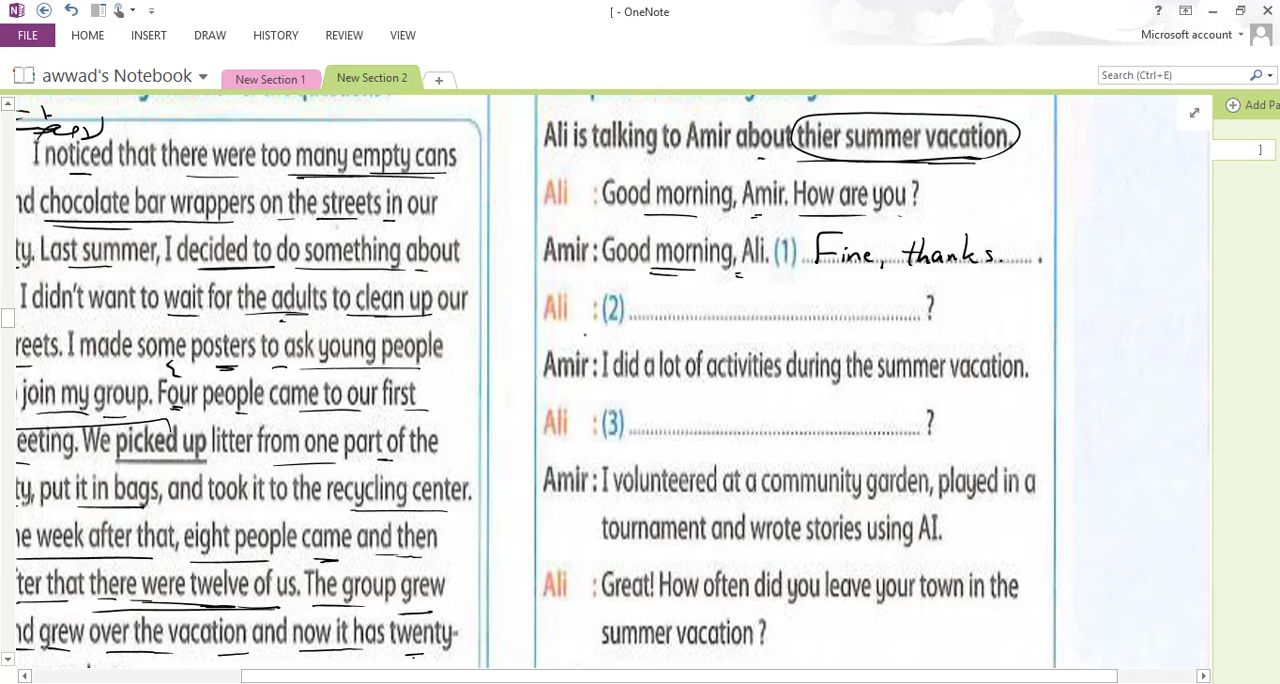 [ - OneNote
FILE HOME INSERT DRAW HISTORY REVIEW VIEW
Microsoft account
awwad's Notebook
New Section 1
New Section 2
Search (Ctrl+E)
Add Pa
]
I noticed that there were too many empty cans
nd chocolate bar wrappers on the streets in our
ty. Last summer, I decided to do something about
I didn't want to wait for the adults to clean up our
reets. I made some posters to ask young people
join my group. Four people came to our first
eeting. We picked up litter from one part of the
ty, put it in bags, and took it to the recycling center.
ne week after that, eight people came and then
fter that there were twelve of us. The group grew
nd grew over the vacation and now it has twenty-
Ali is talking to Amir about thier summer vacation.
Ali : Good morning, Amir. How are you ?
Amir : Good morning, Ali. (1) Fine, thanks. .
Ali : (2) ........................................ ?
Amir : I did a lot of activities during the summer vacation.
Ali : (3) ........................................ ?
Amir : I volunteered at a community garden, played in a
tournament and wrote stories using AI.
Ali : Great! How often did you leave your town in the
summer vacation ?